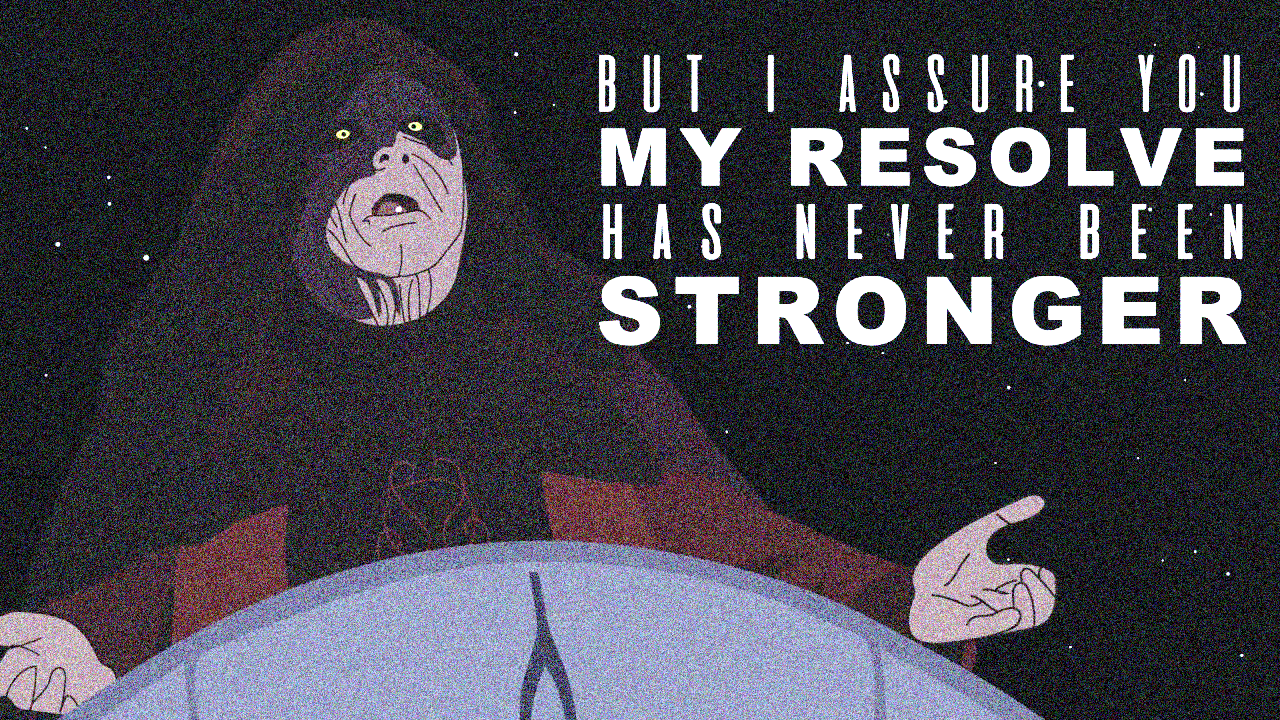 BUT I ASSURE YOU
MY RESOLVE
HAS NEVER BEEN
STRONGER